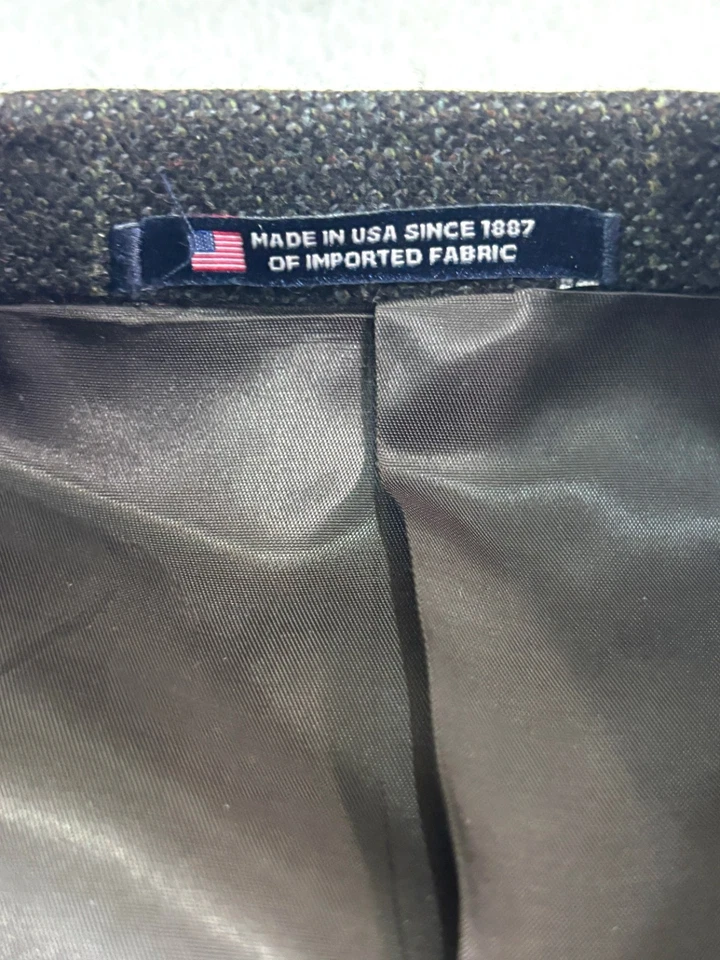 MADE IN USA SINCE 1887
OF IMPORTED FABRIC